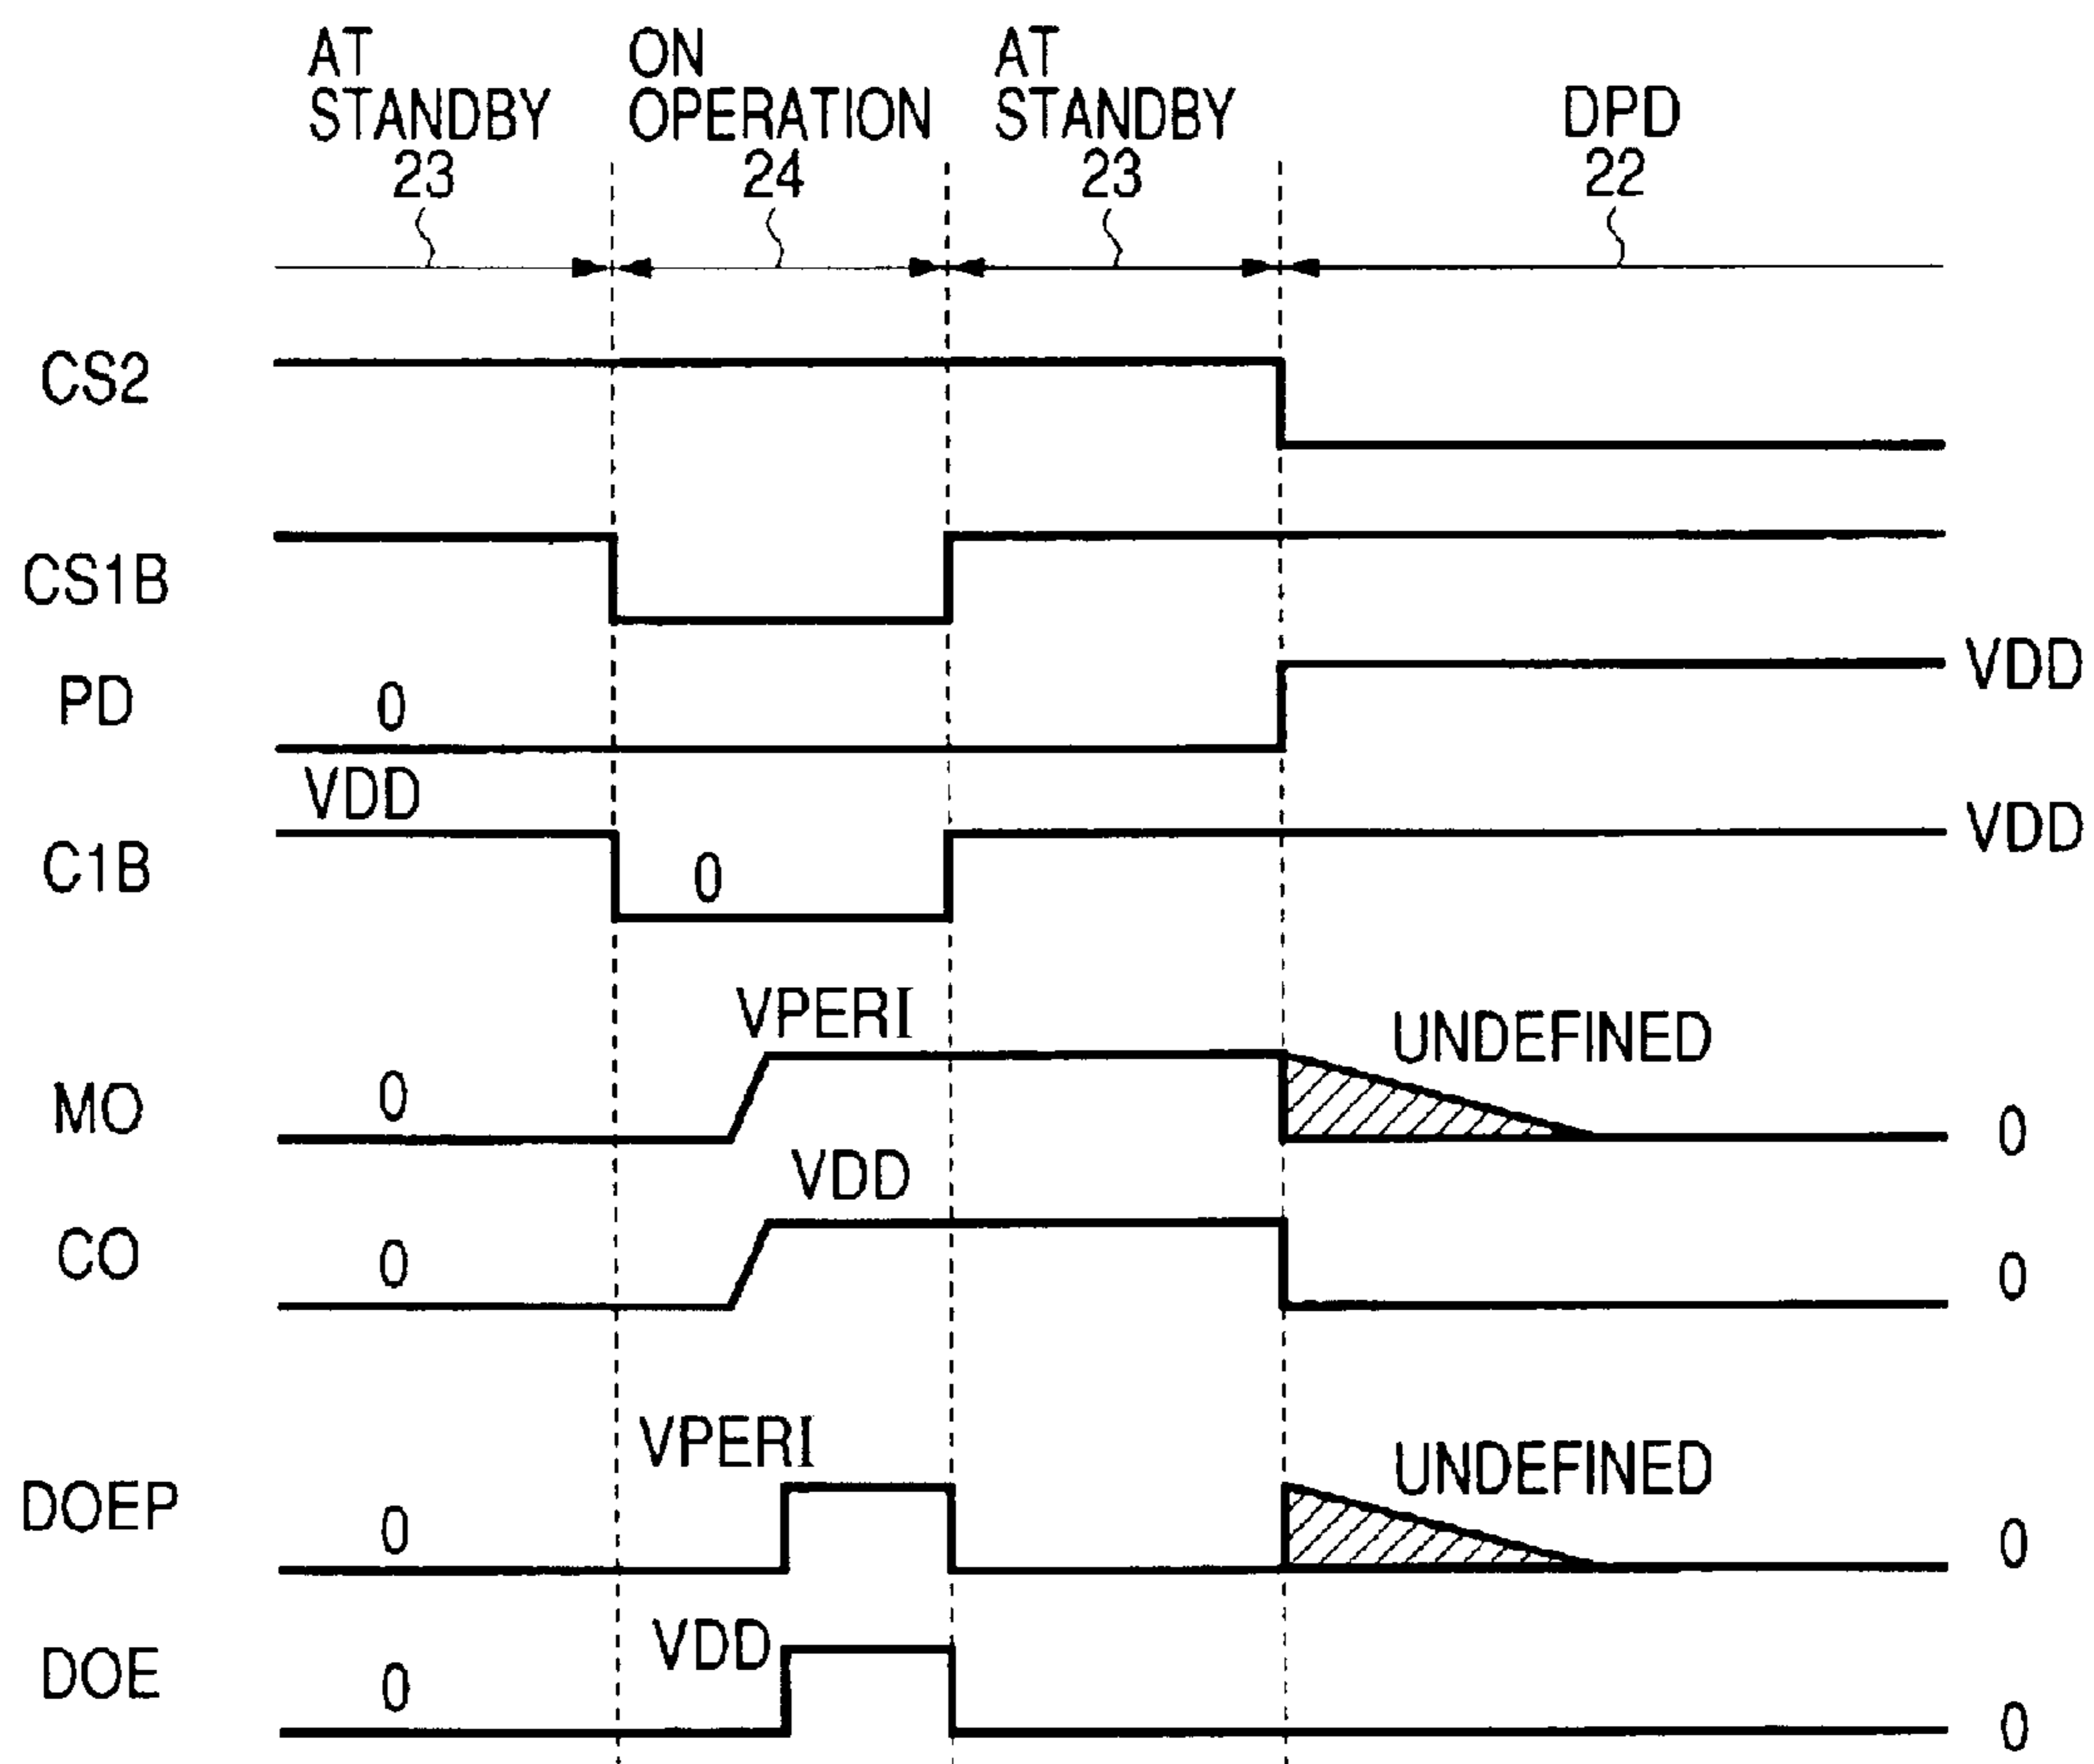 AT STANDBY
23
ON OPERATION
24
AT STANDBY
23
DPD
22
CS2
CS1B
PD
0
VDD
C1B
VDD
0
VDD
MO
0
VPERI
UNDEFINED
0
CO
0
VDD
0
DOEP
0
VPERI
UNDEFINED
0
DOE
0
VDD
0